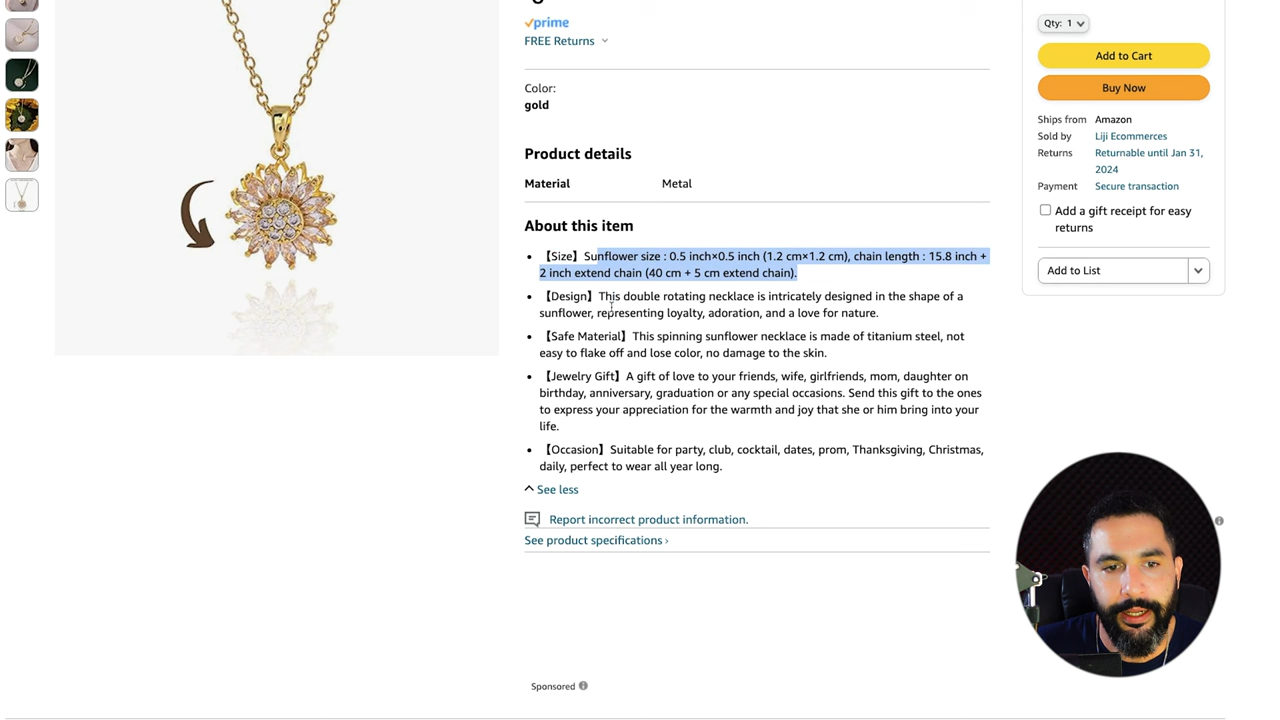 prime
FREE Returns
Color:
gold
Product details
Material Metal
About this item
【Size】Sunflower size : 0.5 inch×0.5 inch (1.2 cm×1.2 cm), chain length : 15.8 inch +
2 inch extend chain (40 cm + 5 cm extend chain).
【Design】This double rotating necklace is intricately designed in the shape of a
sunflower, representing loyalty, adoration, and a love for nature.
【Safe Material】This spinning sunflower necklace is made of titanium steel, not
easy to flake off and lose color, no damage to the skin.
【Jewelry Gift】A gift of love to your friends, wife, girlfriends, mom, daughter on
birthday, anniversary, graduation or any special occasions. Send this gift to the ones
to express your appreciation for the warmth and joy that she or him bring into your
life.
【Occasion】Suitable for party, club, cocktail, dates, prom, Thanksgiving, Christmas,
daily, perfect to wear all year long.
See less
Report incorrect product information.
See product specifications ›
Sponsored
Qty: 1
Add to Cart
Buy Now
Ships from Amazon
Sold by Liji Ecommerces
Returns Returnable until Jan 31,
2024
Payment Secure transaction
Add a gift receipt for easy
returns
Add to List